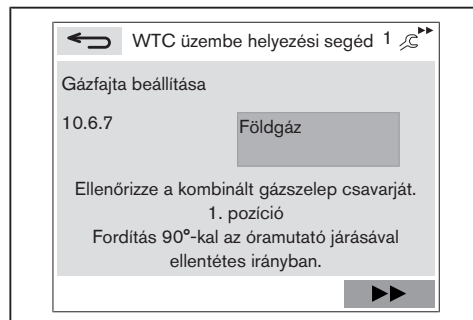 WTC üzembe helyezési segéd 1
Gázfajta beállítása
10.6.7
Földgáz
Ellenőrizze a kombinált gázszelep csavarját.
1. pozíció
Fordítás 90°-kal az óramutató járásával
ellentétes irányban.